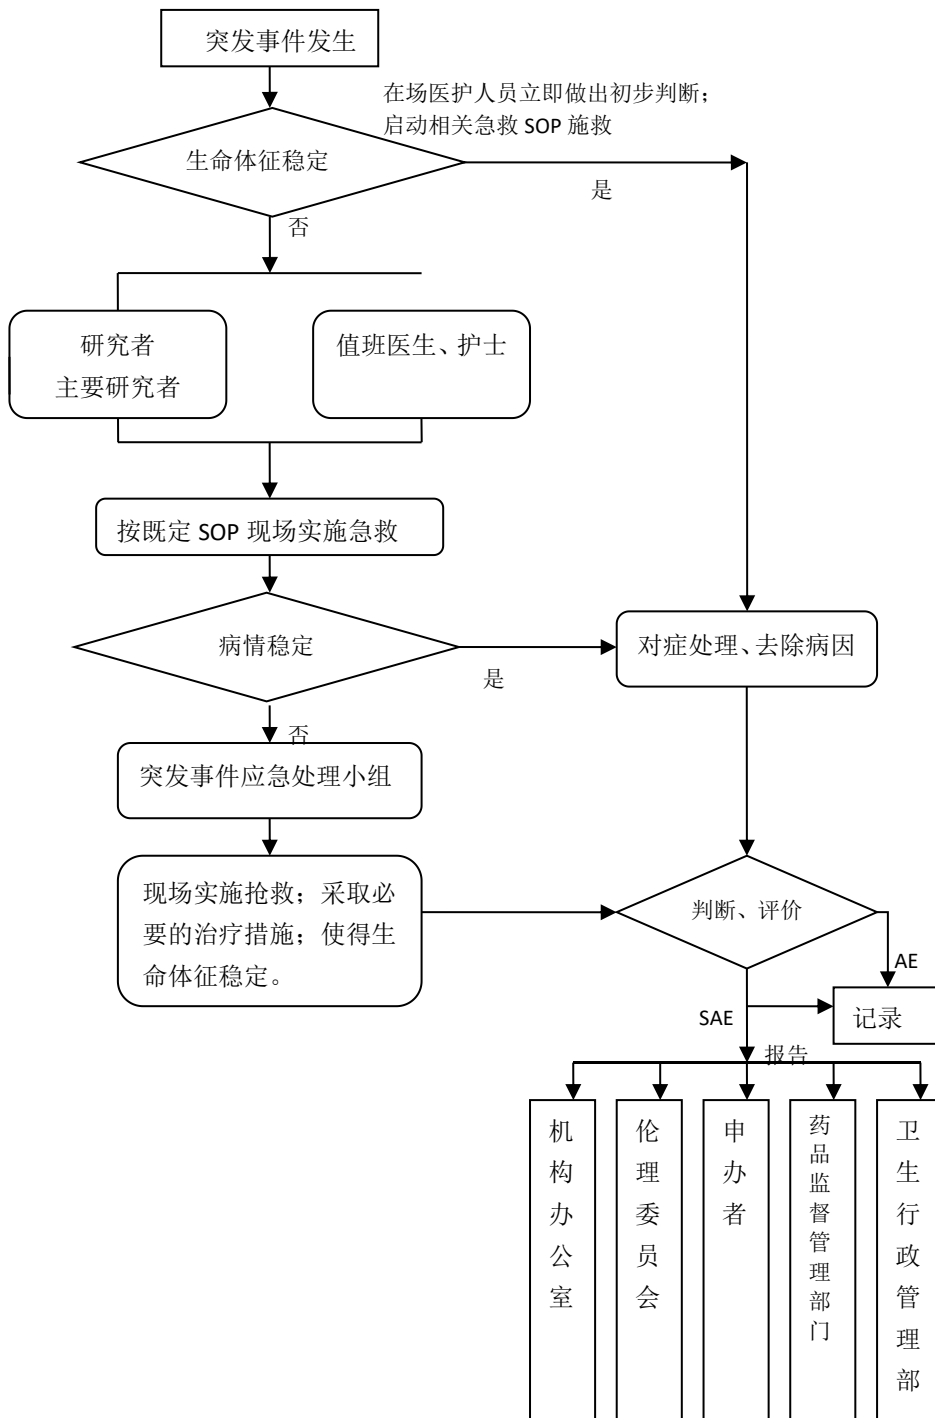 突发事件发生
在场医护人员立即做出初步判断；
启动相关急救 SOP 施救
生命体征稳定
是
否
研究者
主要研究者
值班医生、护士
按既定 SOP 现场实施急救
病情稳定
是
对症处理、去除病因
否
突发事件应急处理小组
现场实施抢救；采取必
要的治疗措施；使得生
命体征稳定。
判断、评价
AE
SAE
记录
报告
机构办公室
伦理委员会
申办者
药品监督管理部门
卫生行政管理部